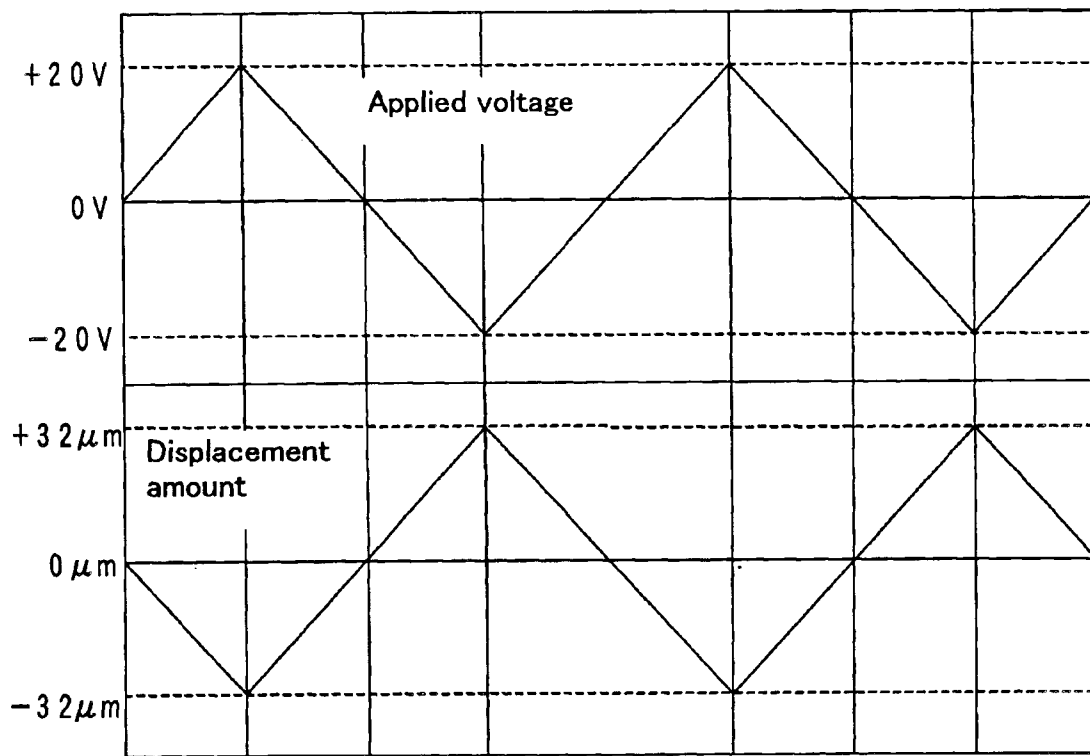 +20V
Applied voltage
0V
-20V
+32μm
Displacement
amount
0μm
-32μm